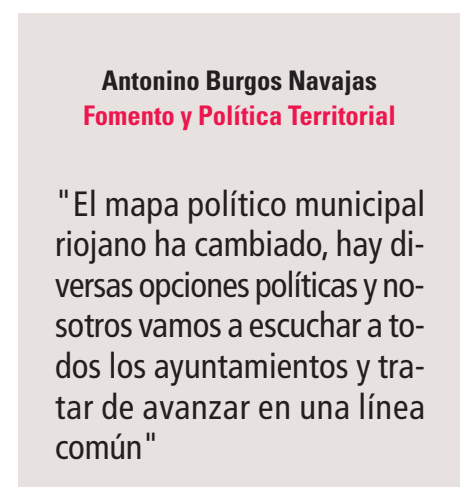 Antonino Burgos Navajas
Fomento y Política Territorial
"El mapa político municipal
riojano ha cambiado, hay di-
versas opciones políticas y no-
sotros vamos a escuchar a to-
dos los ayuntamientos y tra-
tar de avanzar en una línea
común"